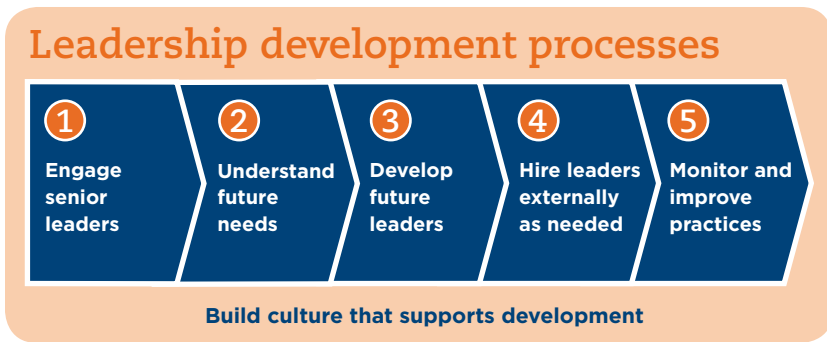 Leadership development processes
1
Engage
senior
leaders
2
Understand
future
needs
3
Develop
future
leaders
4
Hire leaders
externally
as needed
5
Monitor and
improve
practices
Build culture that supports development